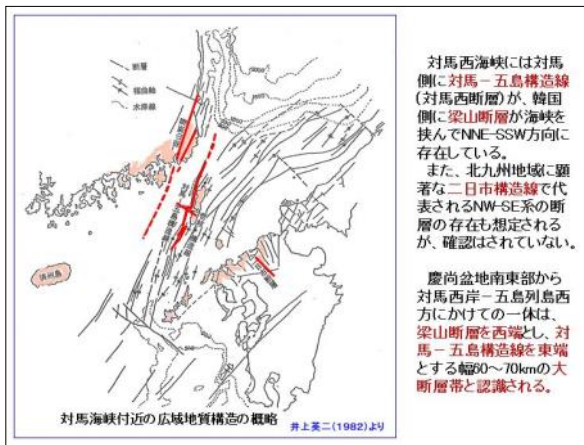 断層
褶曲軸
水深線
済州島
対馬海峡付近の広域地質構造の概略
井上英二(1982)より
対馬西海峡には対馬
側に対馬－五島構造線
(対馬西断層)が、韓国
側に梁山断層が海峡を
挟んでNNE-SSW方向に
存在している。
また、北九州地域に顕
著な二日市構造線で代
表されるNW-SE系の断
層の存在も想定される
が、確認はされていない。
慶尚盆地南東部から
対馬西岸－五島列島西
方にかけての一体は、
梁山断層を西端とし、対
馬－五島構造線を東端
とする幅60～70kmの大
断層帯と認識される。